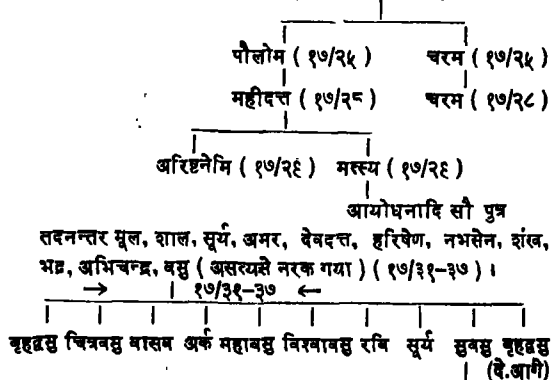 पौलोम ( १७/२५ ) चरम ( १७/२५ )
महीदत्त ( १७/२८ ) चरम ( १७/२८ )
अरिष्टनेमि ( १७/२९ ) मत्स्य ( १७/२९ )
आयोधनादि सौ पुत्र
तदनन्तर मूल, शाल, सूर्य, अमर, देवदत्त, हरिषेण, नभसेन, शंख,
भद्र, अभिचन्द्र, वसु ( असत्यसे नरक गया ) ( १७/३१-३७ ) ।
१७/३१-३७
बृहद्वसु चित्रवसु वासव अर्क महावसु विश्वावसु रवि सूर्य सुवसु बृहद्वसु
(दे.आगे)